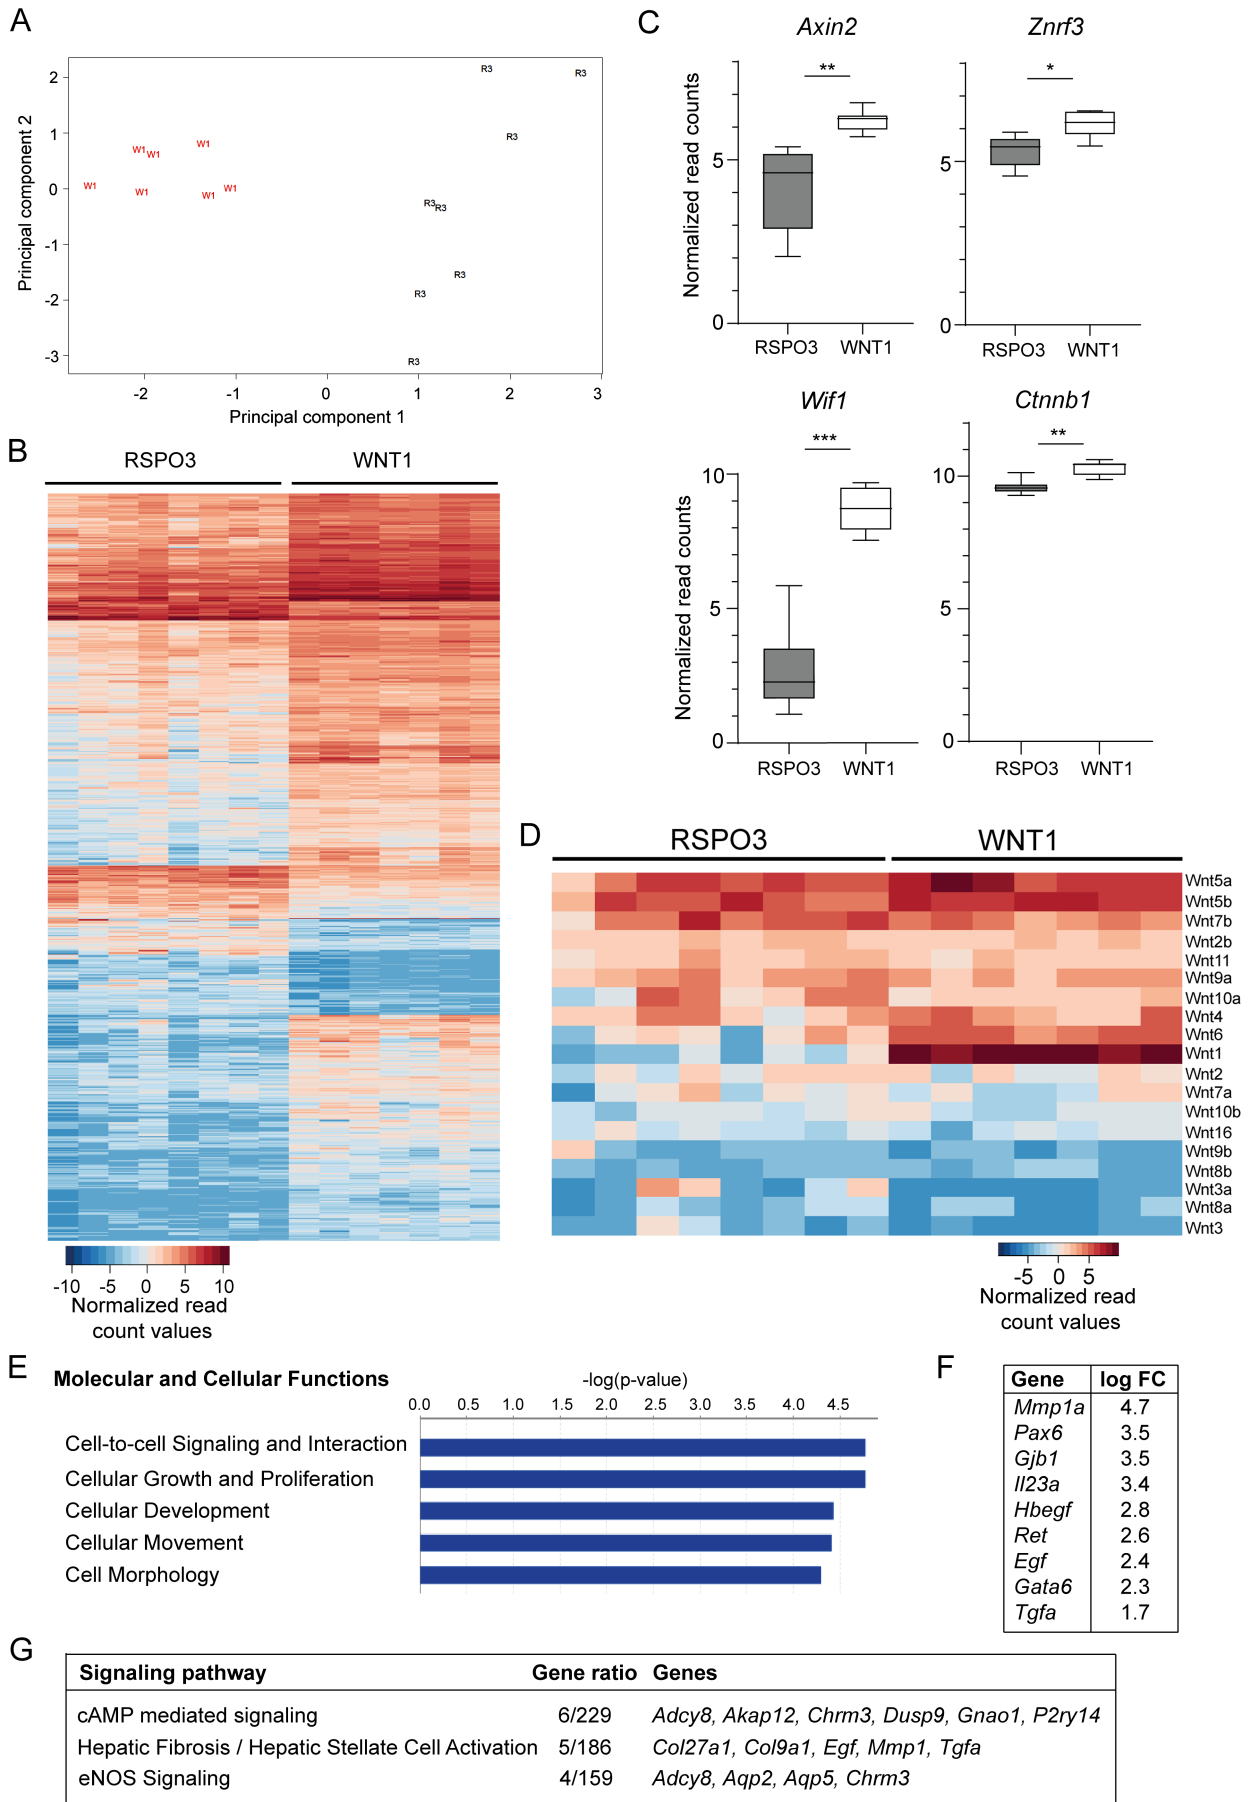 A
Principal component 2
2
1
0
-1
-2
-3
R3
R3
R3
W1
W1
W1
W1
W1
W1
W1
R3
R3
R3
R3
R3
-2
-1
0
1
2
3
Principal component 1
B
RSPO3 WNT1
-10 -5 0 5 10
Normalized read
count values
C
Axin2
Normalized read counts
**
5
0
RSPO3 WNT1
Znrf3
*
5
0
RSPO3 WNT1
Wif1
Normalized read counts
***
10
5
0
RSPO3 WNT1
Ctnnb1
**
10
5
0
RSPO3 WNT1
D
RSPO3 WNT1
Wnt5a
Wnt5b
Wnt7b
Wnt2b
Wnt11
Wnt9a
Wnt10a
Wnt4
Wnt6
Wnt1
Wnt2
Wnt7a
Wnt10b
Wnt16
Wnt9b
Wnt8b
Wnt3a
Wnt8a
Wnt3
-5 0 5
Normalized read
count values
E
Molecular and Cellular Functions
-log(p-value)
0.0 0.5 1.0 1.5 2.0 2.5 3.0 3.5 4.0 4.5
Cell-to-cell Signaling and Interaction
Cellular Growth and Proliferation
Cellular Development
Cellular Movement
Cell Morphology
F
Gene log FC
Mmp1a 4.7
Pax6 3.5
Gjb1 3.5
Il23a 3.4
Hbegf 2.8
Ret 2.6
Egf 2.4
Gata6 2.3
Tgfa 1.7
G
Signaling pathway Gene ratio Genes
cAMP mediated signaling 6/229 Adcy8, Akap12, Chrm3, Dusp9, Gnao1, P2ry14
Hepatic Fibrosis / Hepatic Stellate Cell Activation 5/186 Col27a1, Col9a1, Egf, Mmp1, Tgfa
eNOS Signaling 4/159 Adcy8, Aqp2, Aqp5, Chrm3